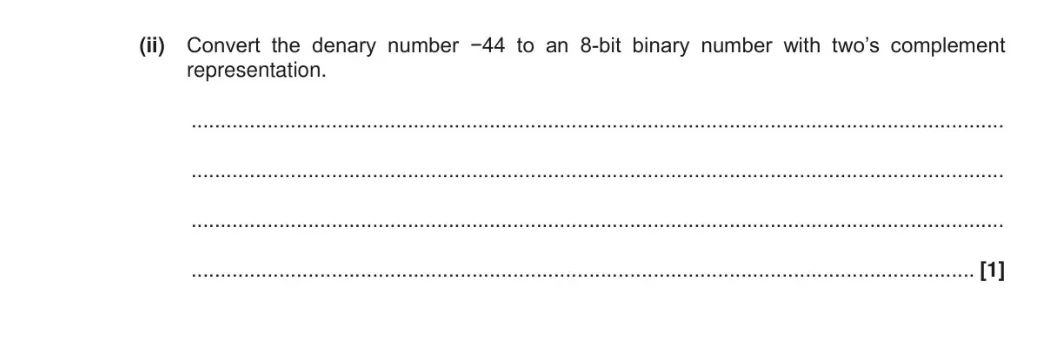 (ii) Convert the denary number −44 to an 8-bit binary number with two's complement
representation.
................................................................................................................................
................................................................................................................................
................................................................................................................................
........................................................................................................................... [1]